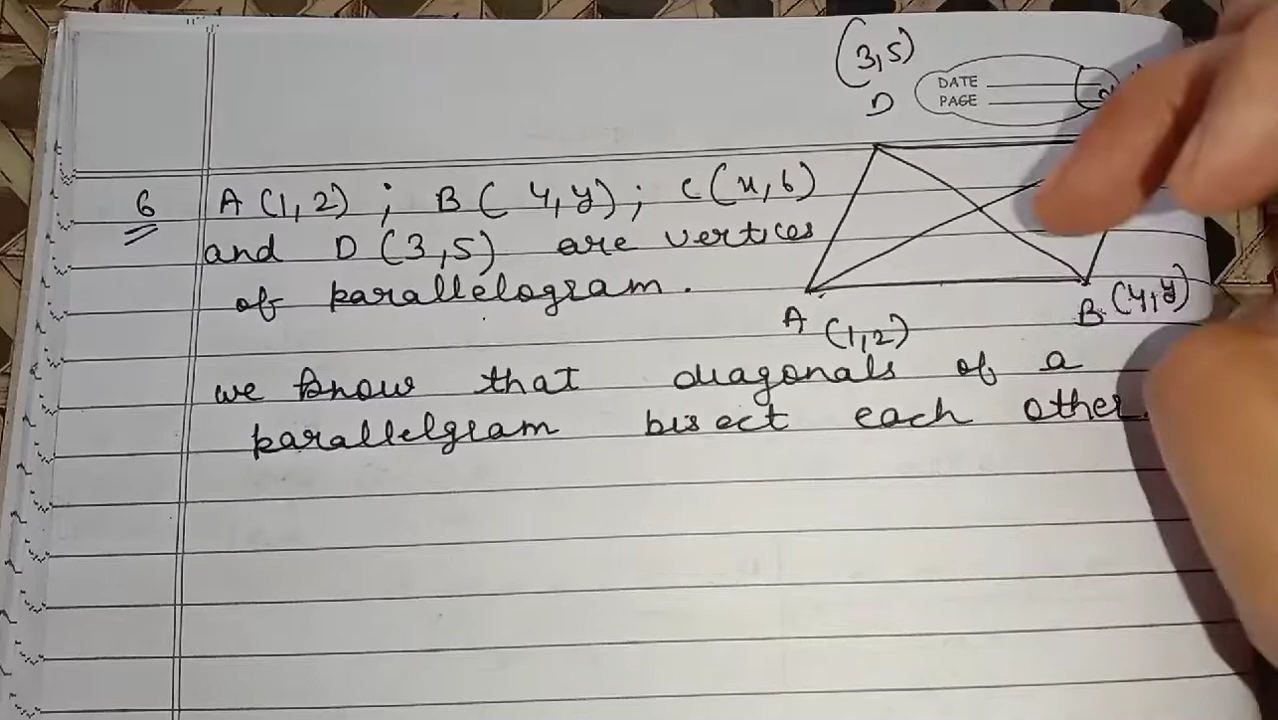 (3,5)
D
DATE
PAGE
6 A (1, 2) ; B ( 4, y) ; C (x, 6)
and D (3, 5) are vertices
of parallelogram.
A (1,2)
B (4,y)
we know that diagonals of a
parallelgram bisect each other.